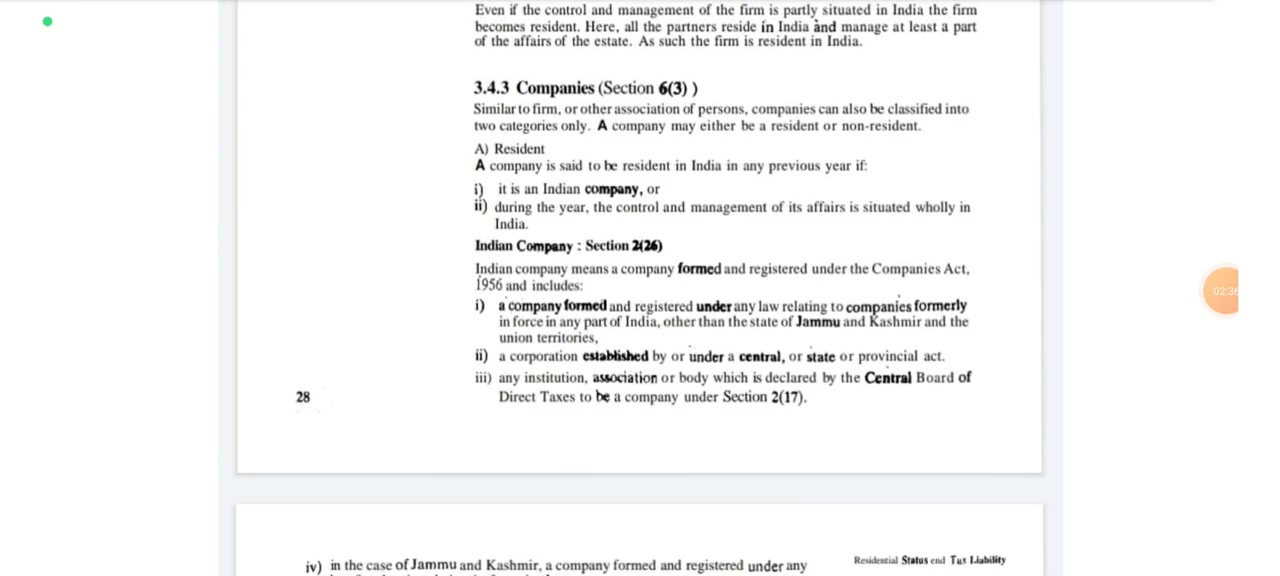 Even if the control and management of the firm is partly situated in India the firm
becomes resident. Here, all the partners reside in India and manage at least a part
of the affairs of the estate. As such the firm is resident in India.
3.4.3 Companies (Section 6(3) )
Similar to firm, or other association of persons, companies can also be classified into
two categories only. A company may either be a resident or non-resident.
A) Resident
A company is said to be resident in India in any previous year if:
i) it is an Indian company, or
ii) during the year, the control and management of its affairs is situated wholly in
India.
Indian Company : Section 2(26)
Indian company means a company formed and registered under the Companies Act,
1956 and includes:
i) a company formed and registered under any law relating to companies formerly
in force in any part of India, other than the state of Jammu and Kashmir and the
union territories,
ii) a corporation established by or under a central, or state or provincial act.
iii) any institution, association or body which is declared by the Central Board of
Direct Taxes to be a company under Section 2(17).
28
02:36
Residential Status end Tus Liability
iv) in the case of Jammu and Kashmir, a company formed and registered under any